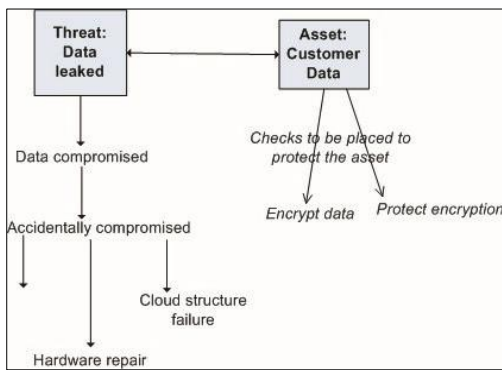 Threat:
Data
leaked
Asset:
Customer
Data
Checks to be placed to
protect the asset
Data compromised
Encrypt data
Protect encryption
Accidentally compromised
Cloud structure
failure
Hardware repair